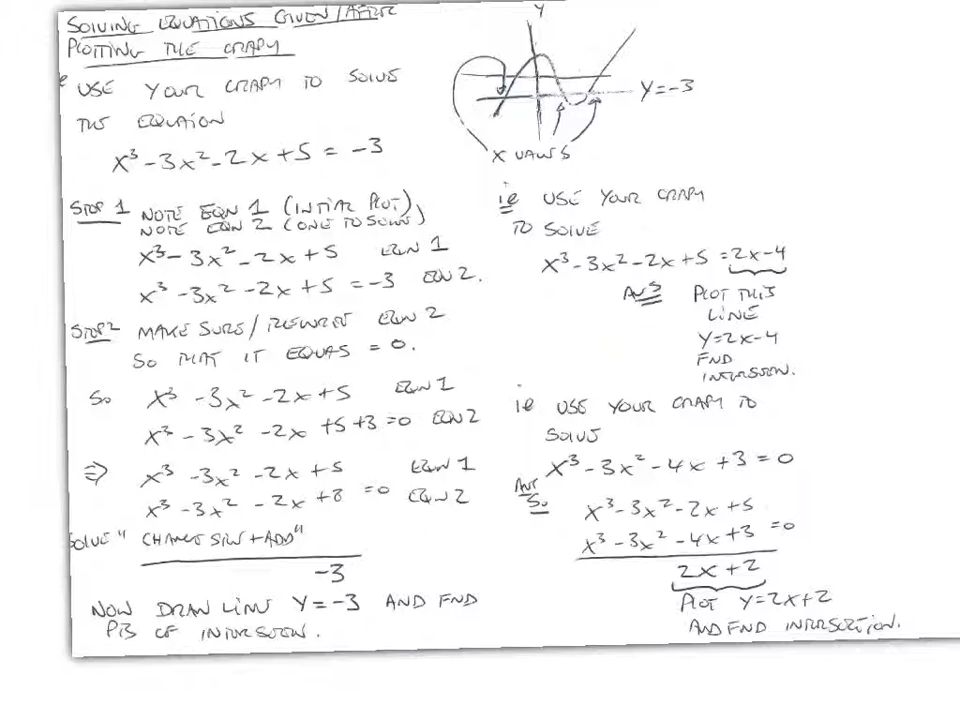 SOLVING EQUATIONS GIVEN/AFTER
PLOTTING THE GRAPH
USE YOUR GRAPH TO SOLVE
THE EQUATION
x³-3x²-2x+5=-3
STEP 1 NOTE EQN 1 (INITIAL PLOT)
NOTE EQN 2 (ONE TO SOLVE)
x³-3x²-2x+5 EQN 1
x³-3x²-2x+5=-3 EQN 2.
STEP 2 MAKE SURE/REWRITE EQN 2
SO THAT IT EQUALS = 0.
So x³-3x²-2x+5 EQN 1
x³-3x²-2x+5+3=0 EQN 2
⇒ x³-3x²-2x+5 EQN 1
x³-3x²-2x+8=0 EQN 2
SOLVE "CHANGE SIGN + ADD"
-3
NOW DRAW LINE Y=-3 AND FIND
PTS OF INTERSECTION.
Y
Y=-3
X VALUES
ie USE YOUR GRAPH
TO SOLVE
x³-3x²-2x+5=2x-4
ANS PLOT THIS
LINE
Y=2x-4
FIND
INTERSECTION.
ie USE YOUR GRAPH TO
SOLVE
x³-3x²-4x+3=0
Ans
So x³-3x²-2x+5
x³-3x²-4x+3=0
2x+2
PLOT Y=2x+2
AND FIND INTERSECTION.